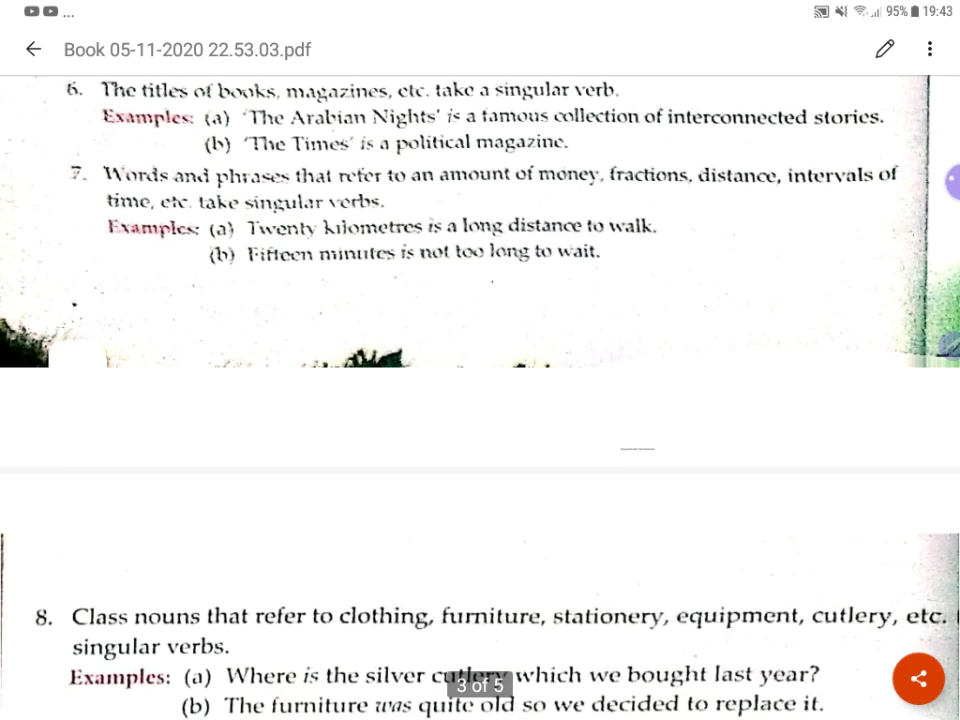 ... 95% 19:43
Book 05-11-2020 22.53.03.pdf
6. The titles of books, magazines, etc. take a singular verb.
Examples: (a) 'The Arabian Nights' is a famous collection of interconnected stories.
(b) 'The Times' is a political magazine.
7. Words and phrases that refer to an amount of money, fractions, distance, intervals of
time, etc. take singular verbs.
Examples: (a) Twenty kilometres is a long distance to walk.
(b) Fifteen minutes is not too long to wait.
8. Class nouns that refer to clothing, furniture, stationery, equipment, cutlery, etc.
singular verbs.
Examples: (a) Where is the silver cutlery which we bought last year?
3 of 5
(b) The furniture was quite old so we decided to replace it.